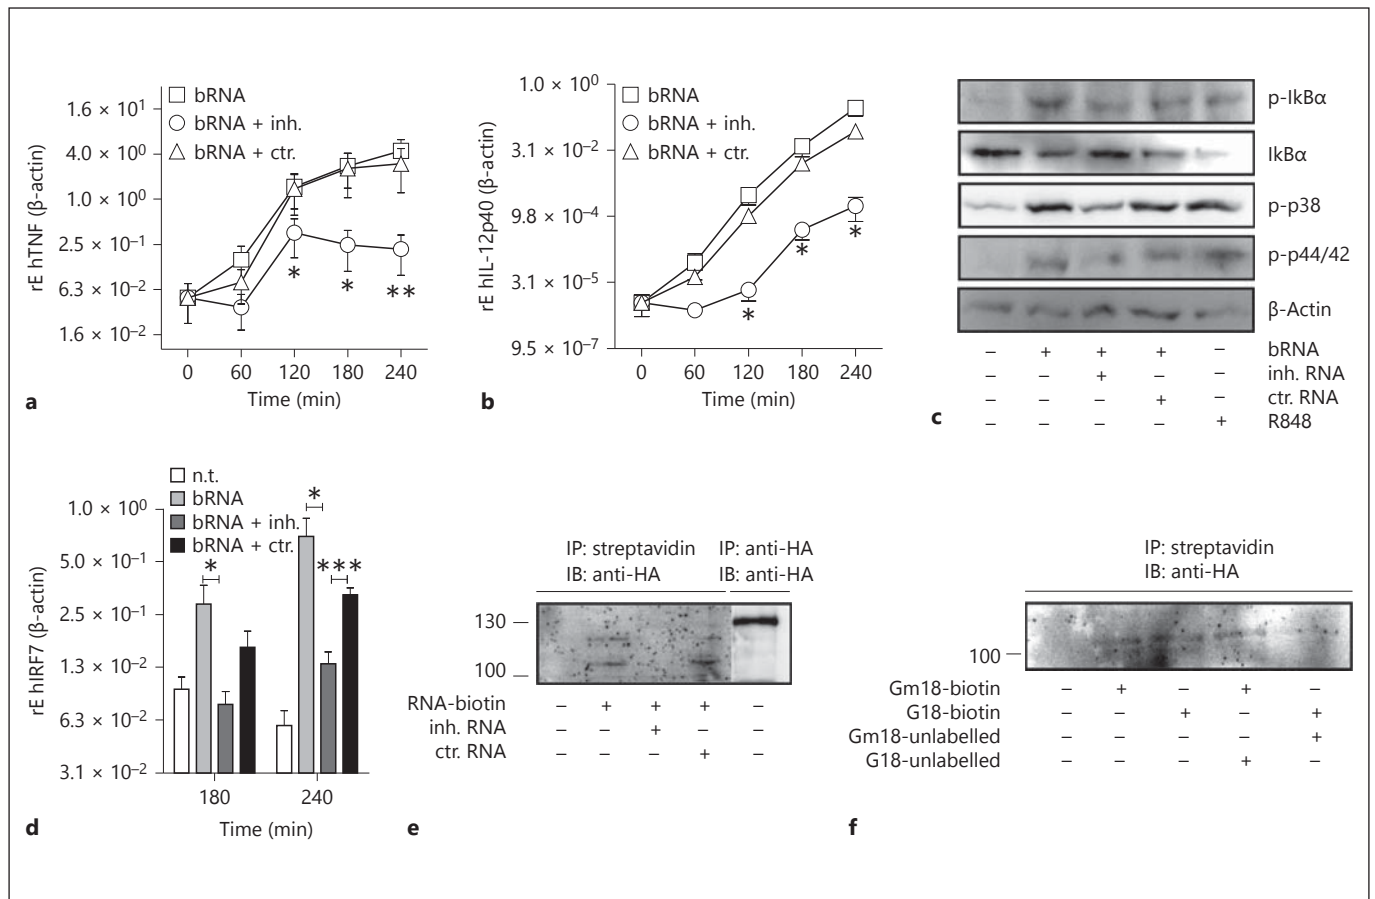 bRNA
bRNA + inh.
bRNA + ctr.
rE hTNF (β-actin)
1.6 × 10¹
4.0 × 10⁰
1.0 × 10⁰
2.5 × 10⁻¹
6.3 × 10⁻²
1.6 × 10⁻²
* * **
0 60 120 180 240
Time (min)
a
bRNA
bRNA + inh.
bRNA + ctr.
rE hIL-12p40 (β-actin)
1.0 × 10⁰
3.1 × 10⁻²
9.8 × 10⁻⁴
3.1 × 10⁻⁵
9.5 × 10⁻⁷
* * *
0 60 120 180 240
Time (min)
b
p-IkBα
IkBα
p-p38
p-p44/42
β-Actin
– + + + – bRNA
– – + – – inh. RNA
– – – + – ctr. RNA
– – – – + R848
c
n.t.
bRNA
bRNA + inh.
bRNA + ctr.
rE hIRF7 (β-actin)
1.0 × 10⁰
5.0 × 10⁻¹
2.5 × 10⁻¹
1.3 × 10⁻²
6.3 × 10⁻²
3.1 × 10⁻²
* * ***
180 240
Time (min)
d
IP: streptavidin
IB: anti-HA
IP: anti-HA
IB: anti-HA
130
100
RNA-biotin – + + + –
inh. RNA – – + – –
ctr. RNA – – – + –
e
IP: streptavidin
IB: anti-HA
100
Gm18-biotin – + – + –
G18-biotin – – + – +
Gm18-unlabelled – – – – +
G18-unlabelled – – – + –
f